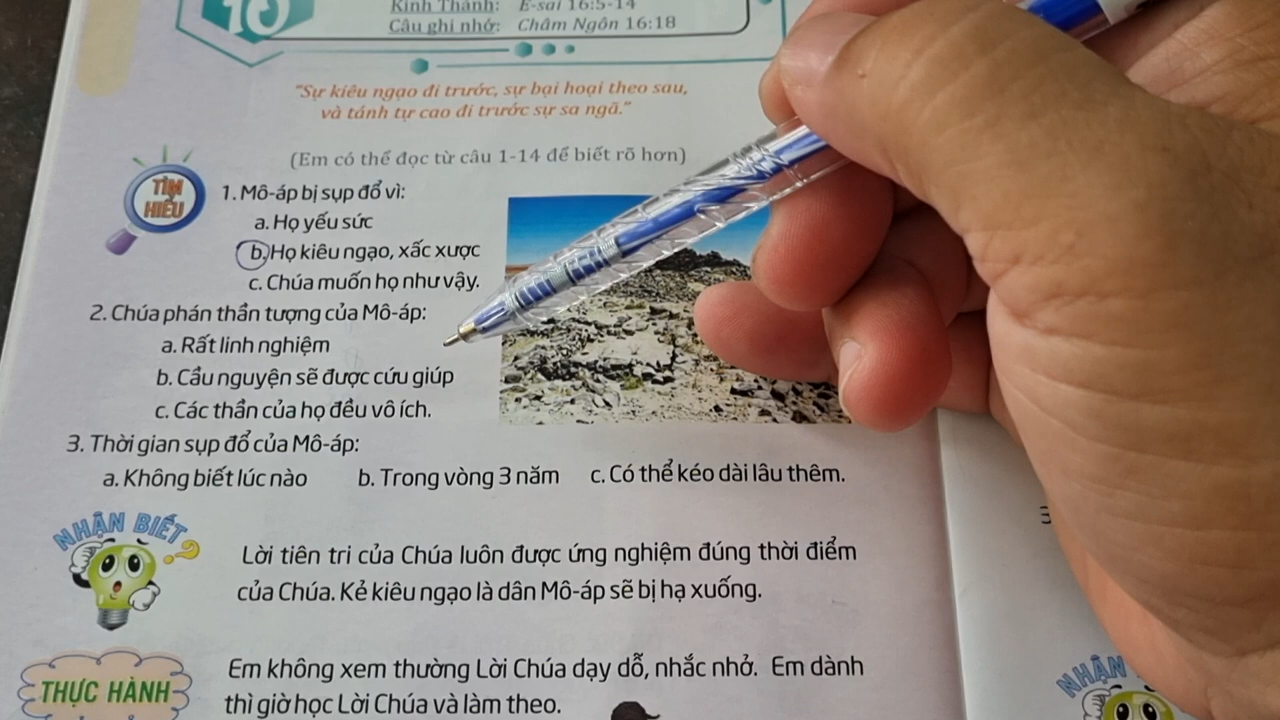 10
Kinh Thánh: Ê-sai 16:5-14
Câu ghi nhớ: Châm Ngôn 16:18
"Sự kiêu ngạo đi trước, sự bại hoại theo sau,
và tánh tự cao đi trước sự sa ngã."
(Em có thể đọc từ câu 1-14 để biết rõ hơn)
TÌM
HIỂU
1. Mô-áp bị sụp đổ vì:
a. Họ yếu sức
b. Họ kiêu ngạo, xấc xược
c. Chúa muốn họ như vậy.
2. Chúa phán thần tượng của Mô-áp:
a. Rất linh nghiệm
b. Cầu nguyện sẽ được cứu giúp
c. Các thần của họ đều vô ích.
3. Thời gian sụp đổ của Mô-áp:
a. Không biết lúc nào b. Trong vòng 3 năm c. Có thể kéo dài lâu thêm.
NHẬN BIẾT ?
Lời tiên tri của Chúa luôn được ứng nghiệm đúng thời điểm
của Chúa. Kẻ kiêu ngạo là dân Mô-áp sẽ bị hạ xuống.
THỰC HÀNH
Em không xem thường Lời Chúa dạy dỗ, nhắc nhở. Em dành
thì giờ học Lời Chúa và làm theo.
3
NHẬN